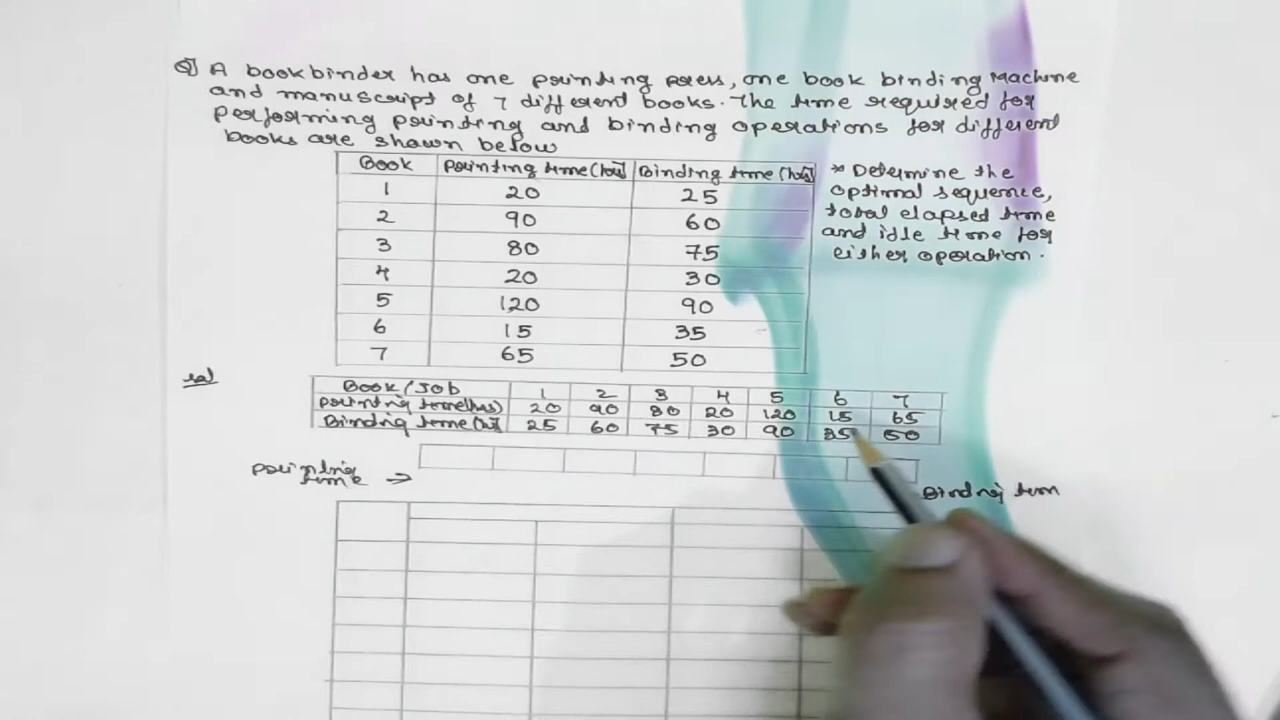 Q] A bookbinder has one printing press, one book binding Machine
and manuscript of 7 different books. The time required for
performing printing and binding operations for different
books are shown below
Book Printing time (hrs) Binding time (hrs)
1 20 25
2 90 60
3 80 75
4 20 30
5 120 90
6 15 35
7 65 50
* Determine the
optimal sequence,
total elapsed time
and idle time for
either operation.
sol
Book/Job 1 2 3 4 5 6 7
Printing time(hrs) 20 90 80 20 120 15 65
Binding time(hrs) 25 60 75 30 90 35 50
printing
time →
Binding tim